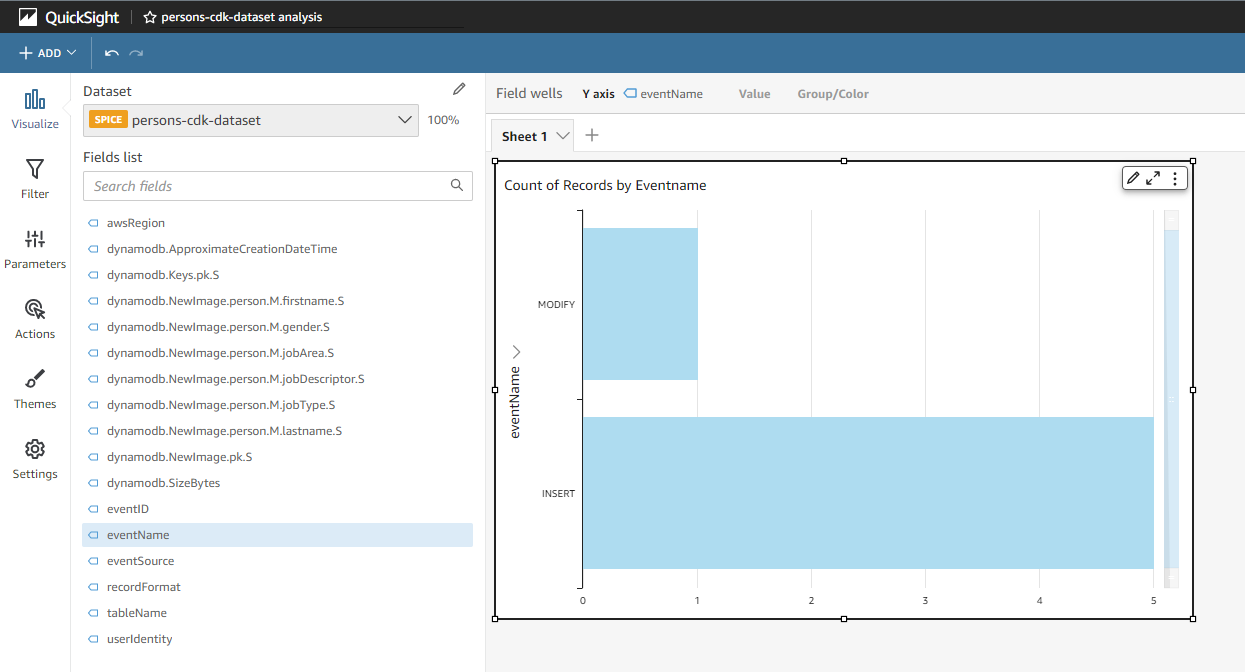 QuickSight
persons-cdk-dataset analysis
ADD
Visualize
Filter
Parameters
Actions
Themes
Settings
Dataset
SPICE persons-cdk-dataset 100%
Fields list
Search fields
awsRegion
dynamodb.ApproximateCreationDateTime
dynamodb.Keys.pk.S
dynamodb.NewImage.person.M.firstname.S
dynamodb.NewImage.person.M.gender.S
dynamodb.NewImage.person.M.jobArea.S
dynamodb.NewImage.person.M.jobDescriptor.S
dynamodb.NewImage.person.M.jobType.S
dynamodb.NewImage.person.M.lastname.S
dynamodb.NewImage.pk.S
dynamodb.SizeBytes
eventID
eventName
eventSource
recordFormat
tableName
userIdentity
Field wells Y axis eventName Value Group/Color
Sheet 1
Count of Records by Eventname
eventName
MODIFY
INSERT
0 1 2 3 4 5